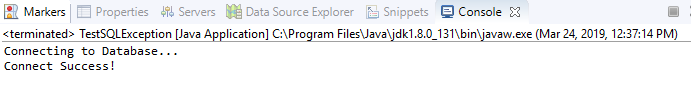 Markers Properties Servers Data Source Explorer Snippets Console
<terminated> TestSQLException [Java Application] C:\Program Files\Java\jdk1.8.0_131\bin\javaw.exe (Mar 24, 2019, 12:37:14 PM)
Connecting to Database...
Connect Success!